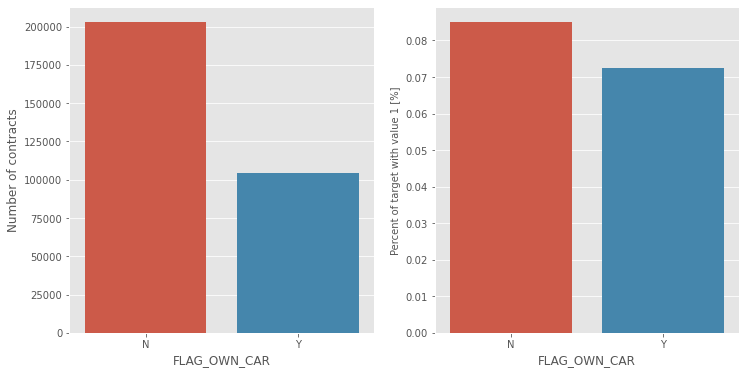 Number of contracts
200000
175000
150000
125000
100000
75000
50000
25000
0
N
Y
FLAG_OWN_CAR
Percent of target with value 1 [%]
0.08
0.07
0.06
0.05
0.04
0.03
0.02
0.01
0.00
N
Y
FLAG_OWN_CAR